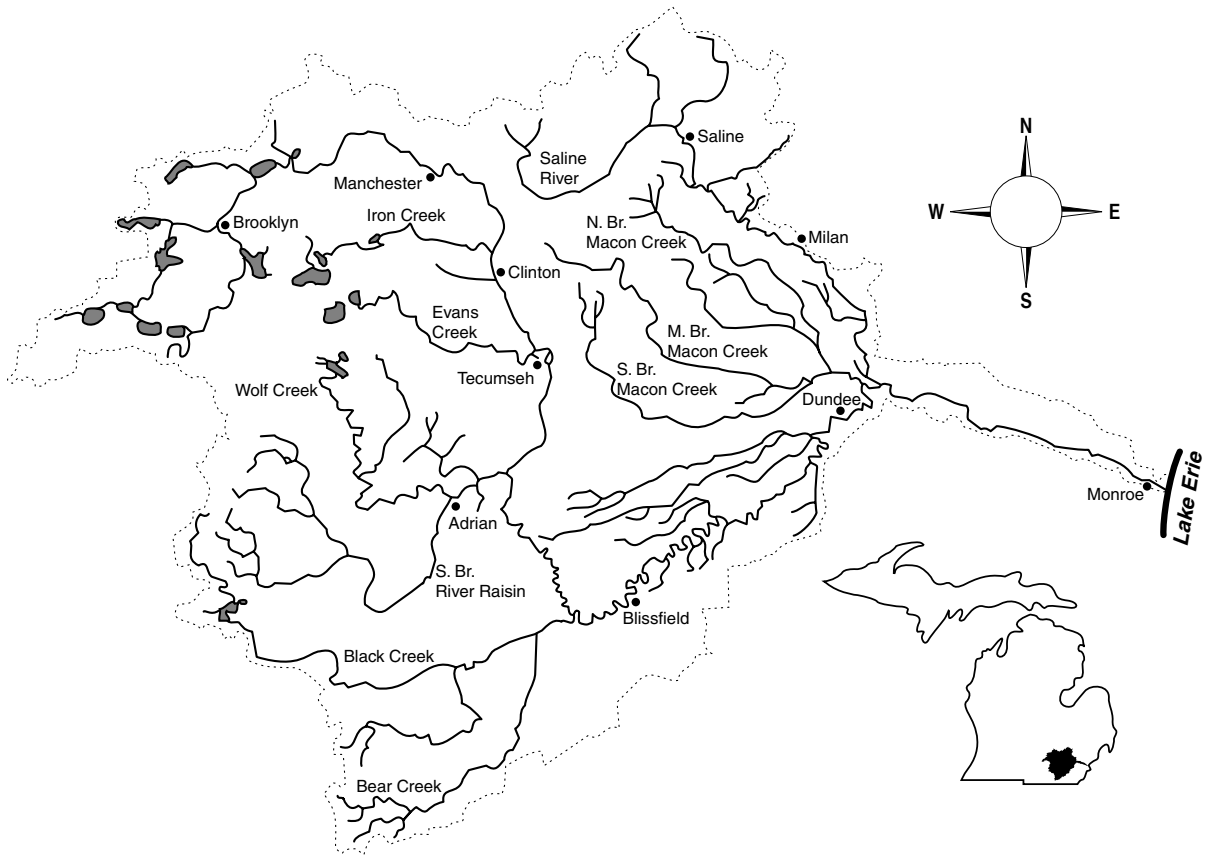 N
Saline
Saline
River
Manchester
W
E
Iron Creek
Brooklyn
N. Br.
Macon Creek
Milan
Clinton
S
Evans
Creek
M. Br.
Macon Creek
Tecumseh
S. Br.
Macon Creek
Wolf Creek
Dundee
Monroe
Lake Erie
Adrian
S. Br.
River Raisin
Blissfield
Black Creek
Bear Creek